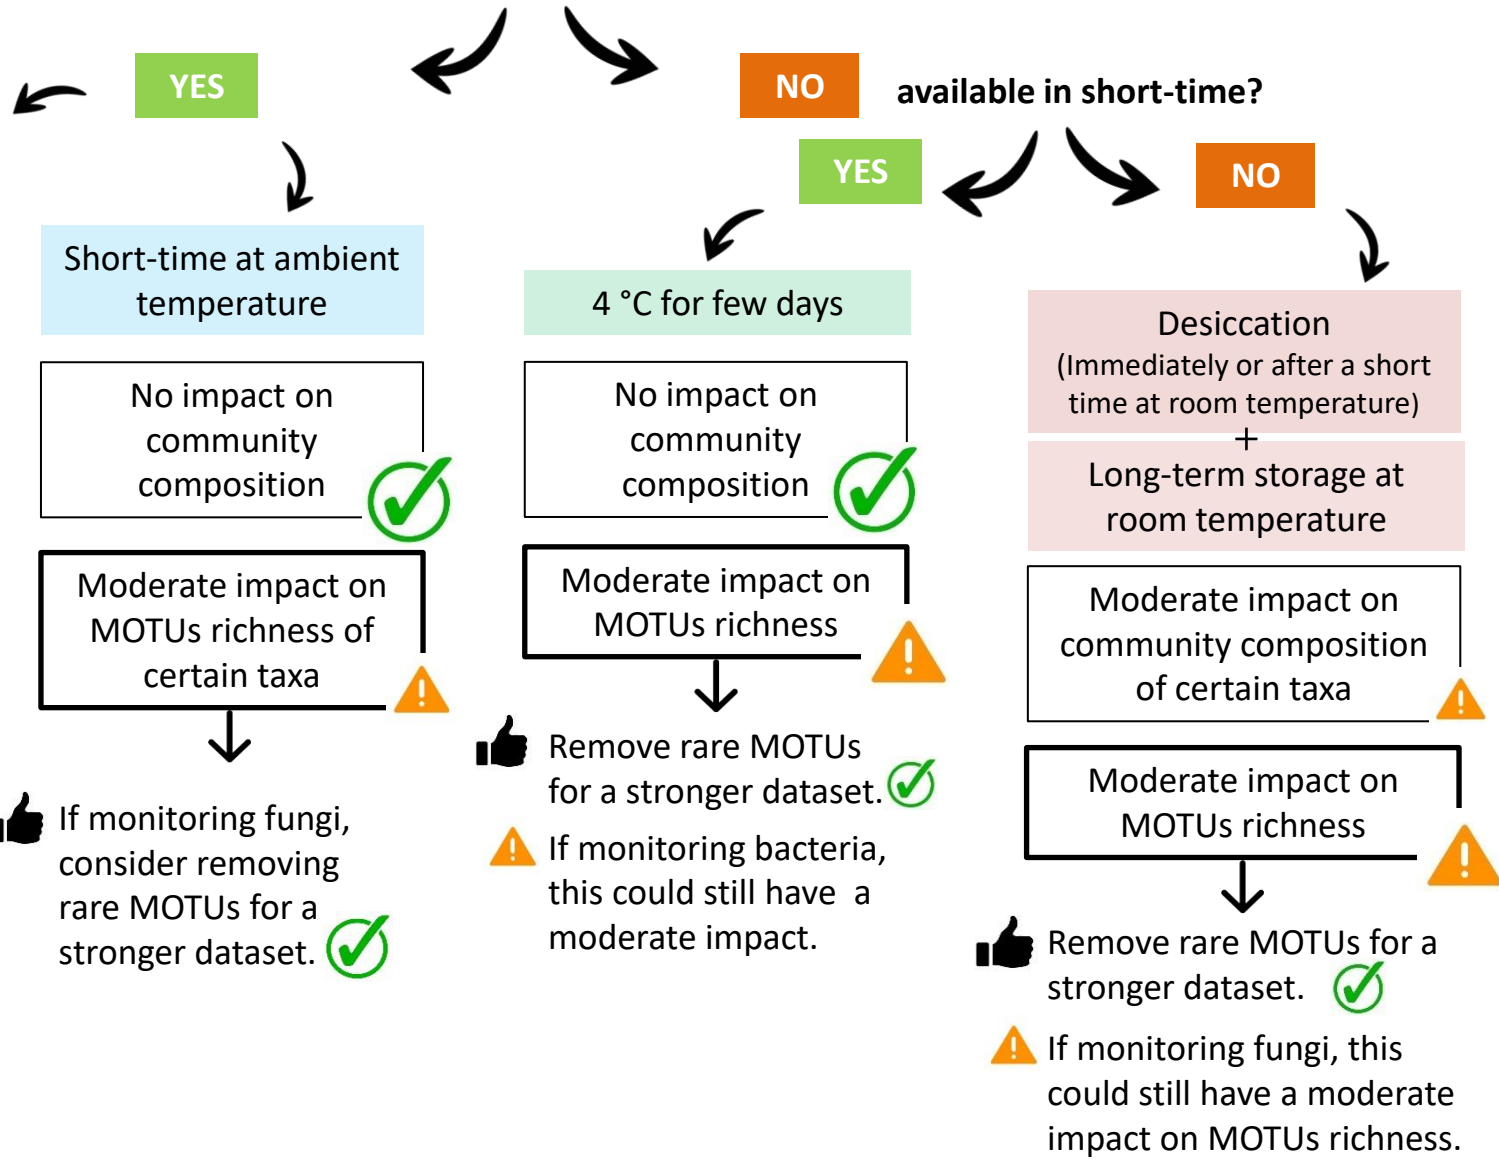 YES
NO
available in short-time?
YES
NO
Short-time at ambient
temperature
No impact on
community
composition
Moderate impact on
MOTUs richness of
certain taxa
If monitoring fungi,
consider removing
rare MOTUs for a
stronger dataset.
4 °C for few days
No impact on
community
composition
Moderate impact on
MOTUs richness
Remove rare MOTUs
for a stronger dataset.
If monitoring bacteria,
this could still have a
moderate impact.
Desiccation
(Immediately or after a short
time at room temperature)
+
Long-term storage at
room temperature
Moderate impact on
community composition
of certain taxa
Moderate impact on
MOTUs richness
Remove rare MOTUs for a
stronger dataset.
If monitoring fungi, this
could still have a moderate
impact on MOTUs richness.